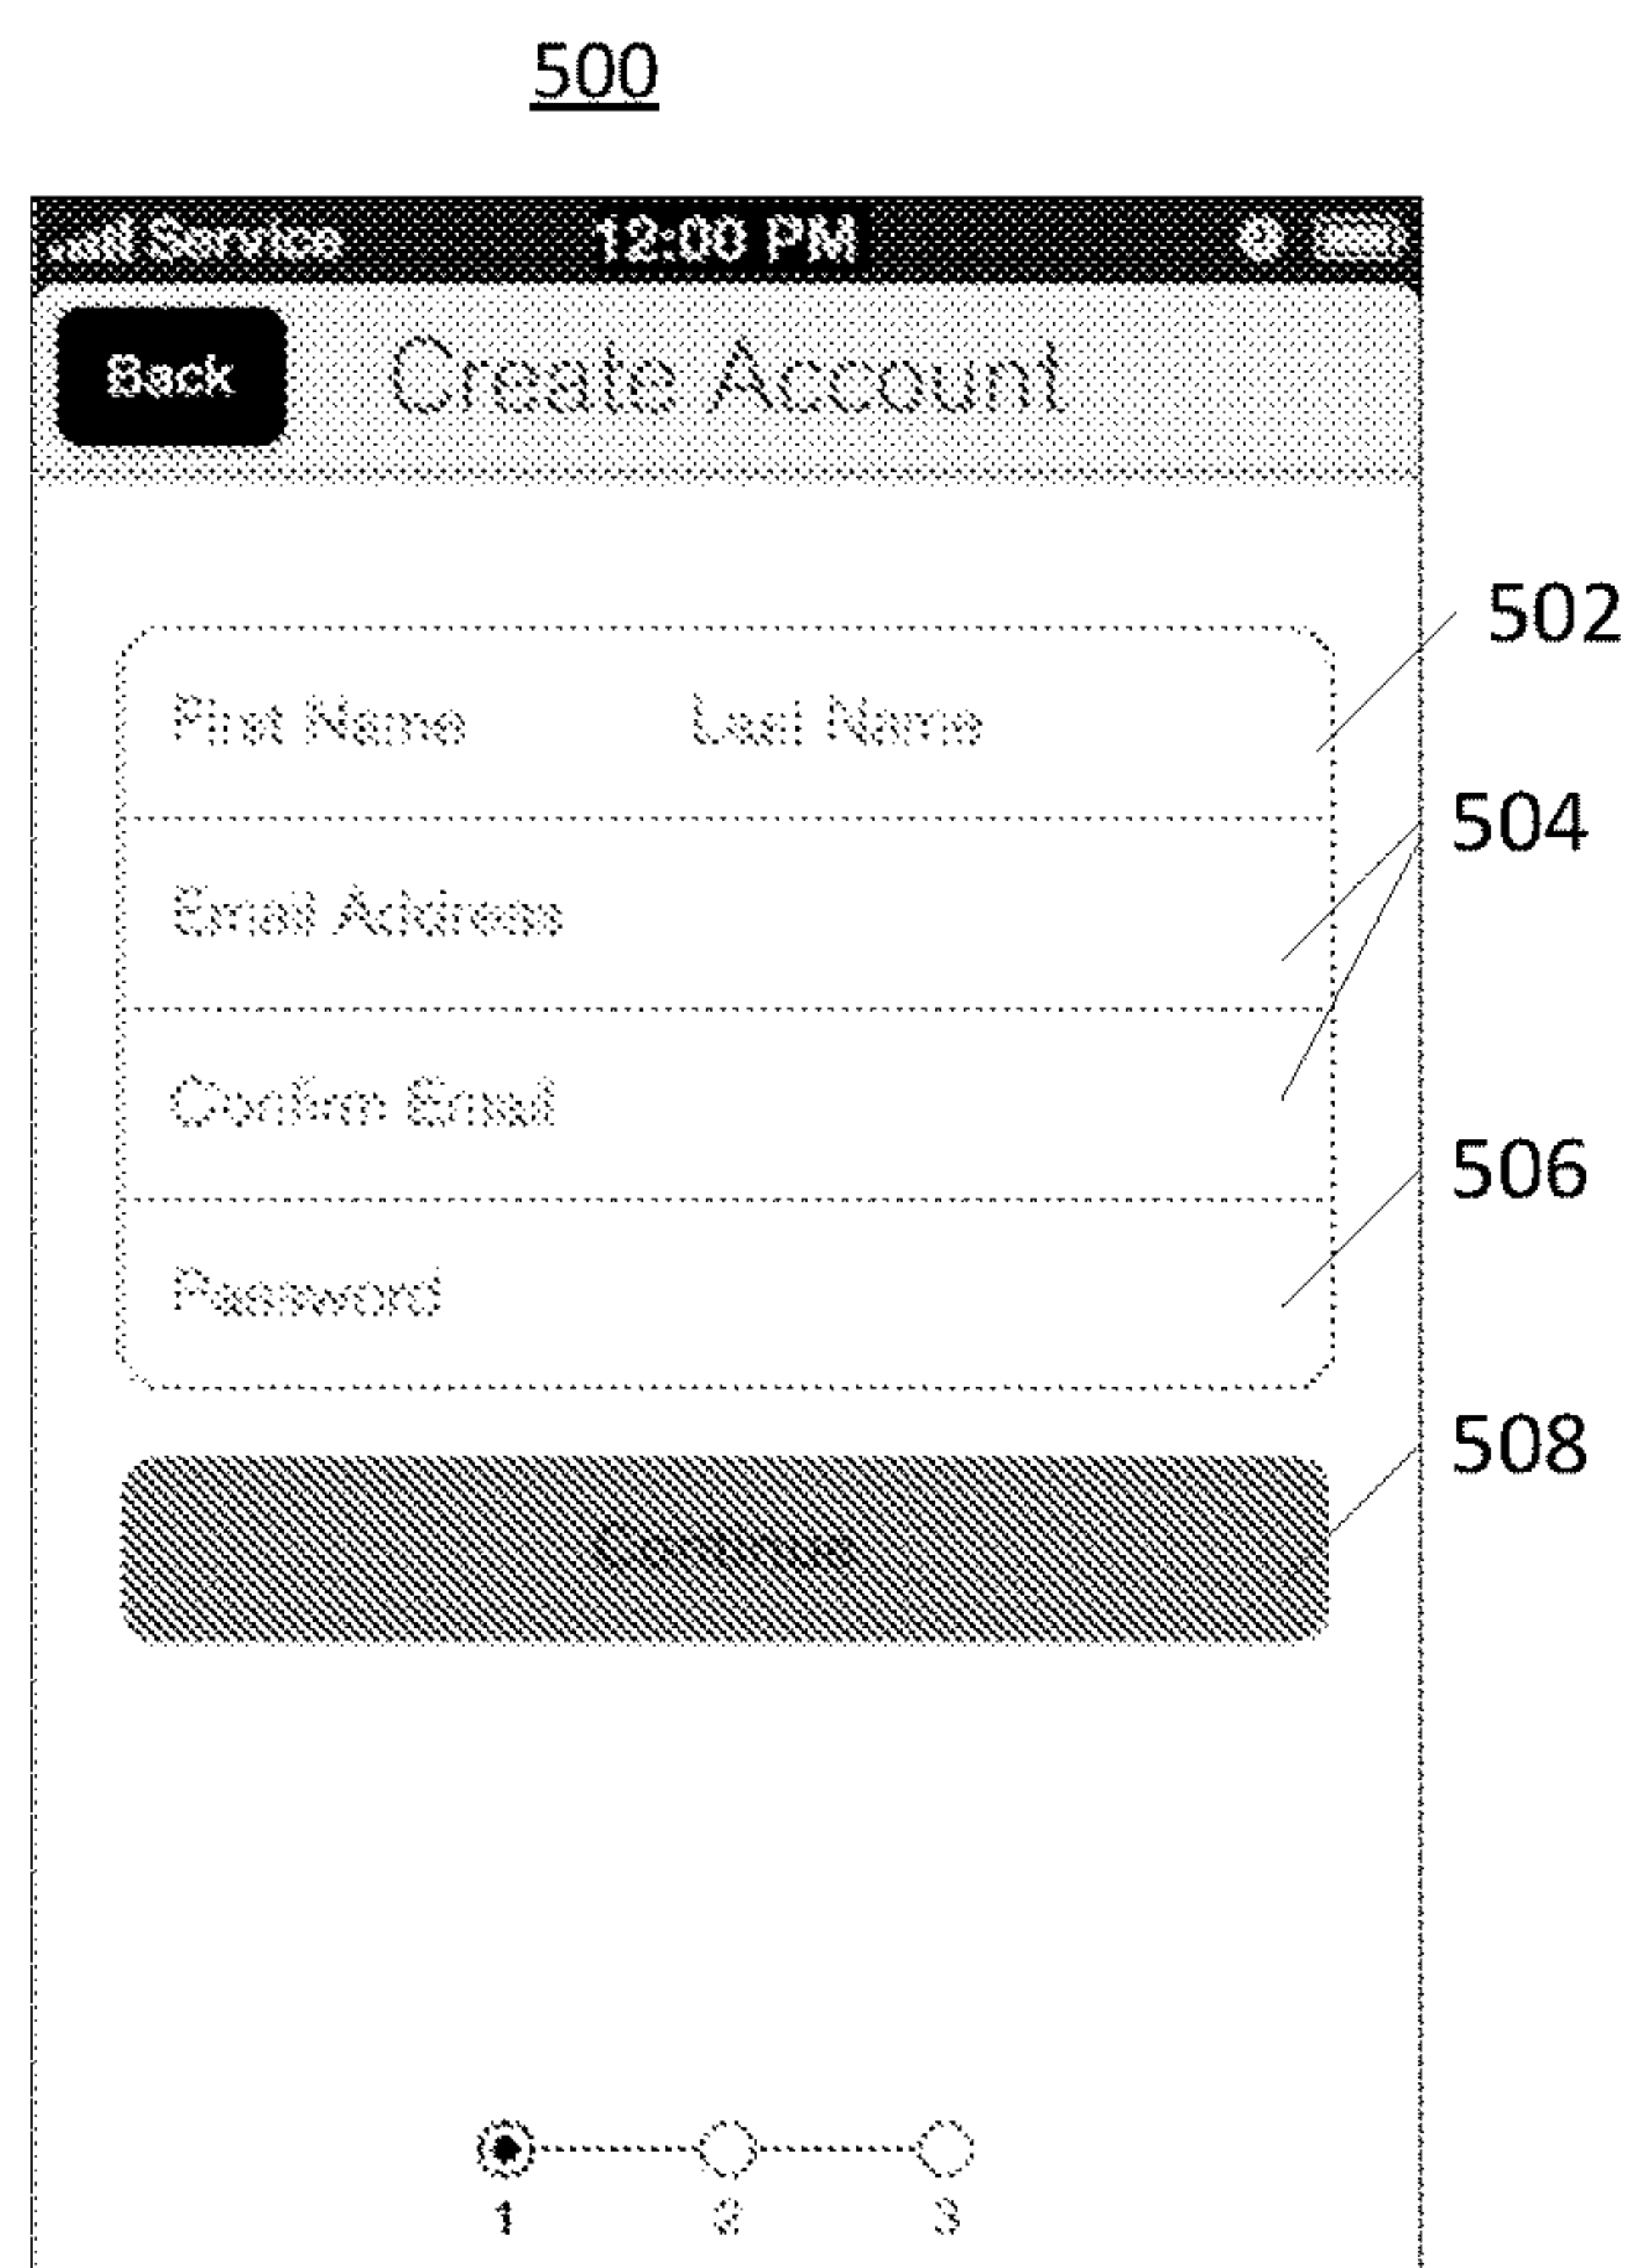 500
Service 12:00 PM
Back Create Account
502
First Name Last Name
504
Email Address
Confirm Email
506
Password
508
Continue
1 2 3